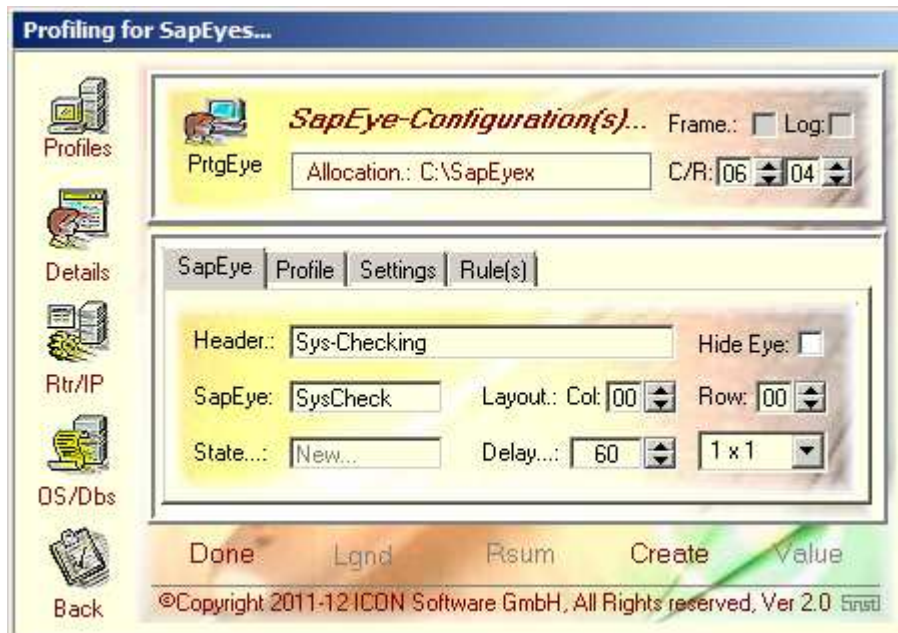 Profiling for SapEyes...
Profiles
Details
Rtr/IP
OS/Dbs
Back
PrtgEye
SapEye-Configuration(s)...
Frame.: Log:
Allocation.: C:\SapEyex
C/R: 06 04
SapEye Profile Settings Rule(s)
Header.: Sys-Checking Hide Eye:
SapEye: SysCheck Layout.: Col: 00 Row: 00
State...: New... Delay...: 60 1 x 1
Done Lgnd Rsum Create Value
©Copyright 2011-12 ICON Software GmbH, All Rights reserved, Ver 2.0